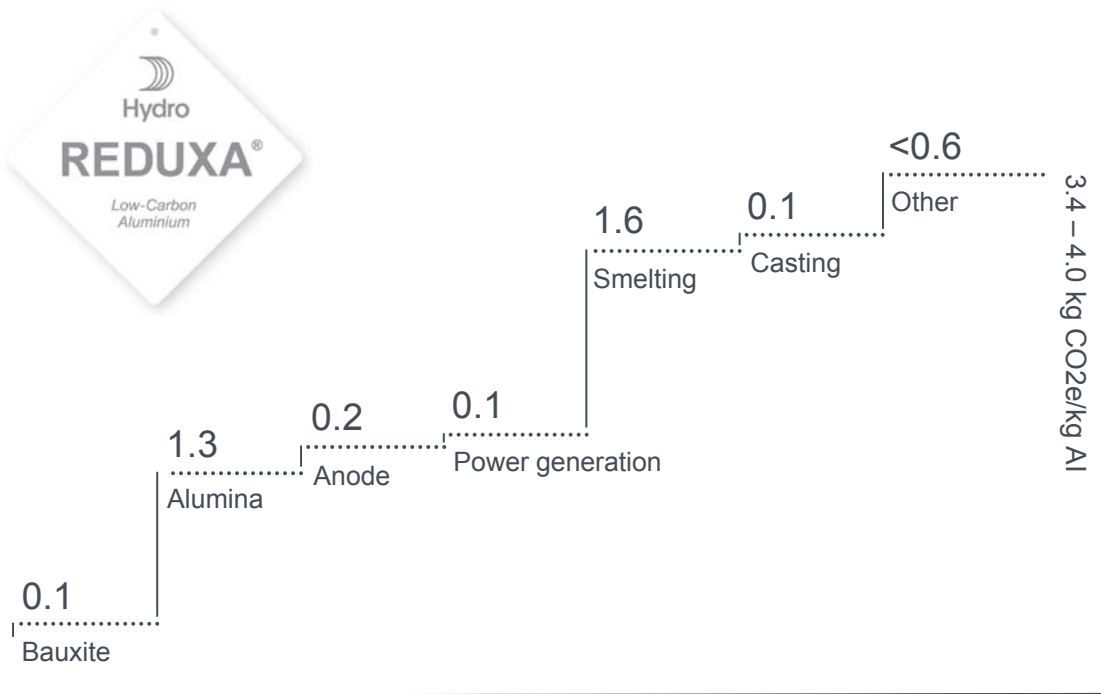 Hydro
REDUXA®
Low-Carbon
Aluminium
<0.6
Other
0.1
Casting
1.6
Smelting
0.1
Power generation
0.2
Anode
1.3
Alumina
0.1
Bauxite
3.4 – 4.0 kg CO2e/kg Al